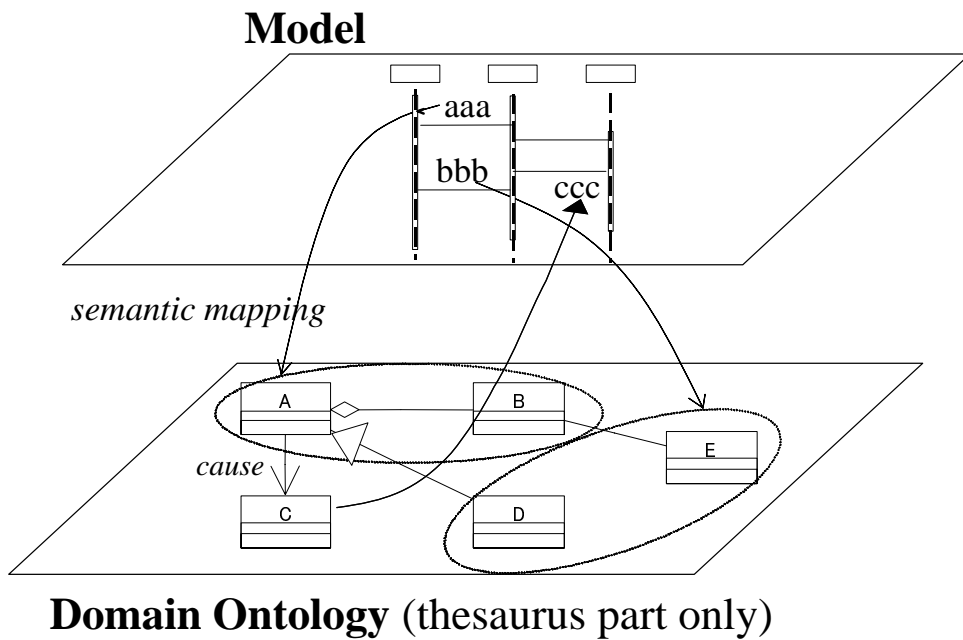 Model
aaa
bbb
ccc
semantic mapping
A
B
E
cause
C
D
Domain Ontology (thesaurus part only)